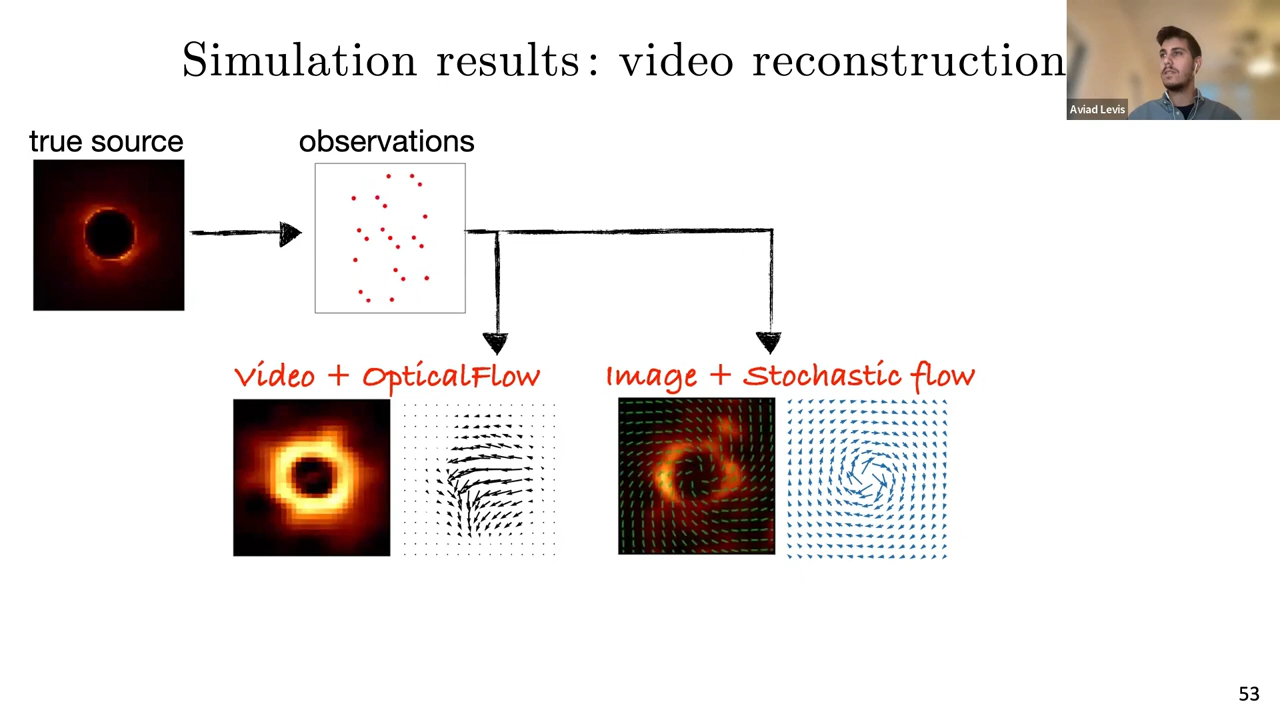 Simulation results: video reconstruction
Aviad Levis
true source
observations
Video + OpticalFlow
Image + Stochastic flow
53